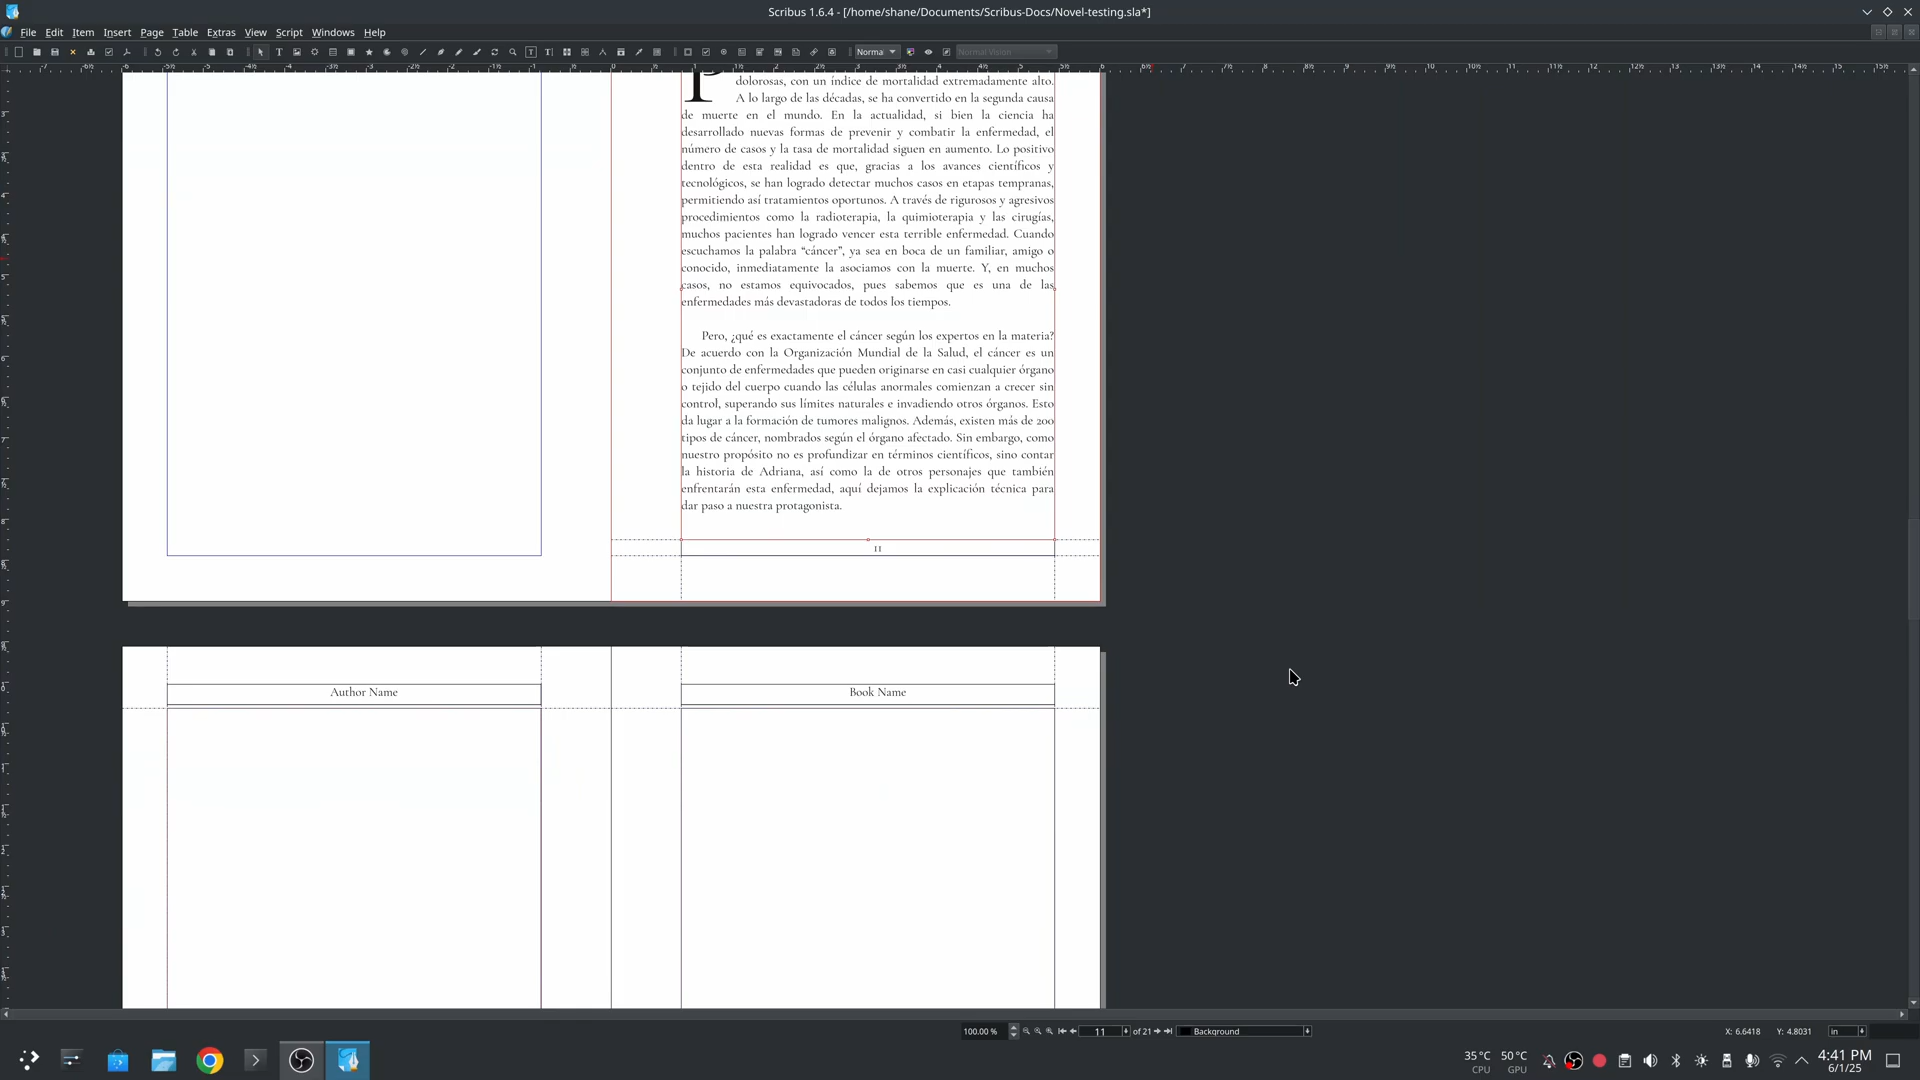 Scribus 1.6.4 - [/home/shane/Documents/Scribus-Docs/Novel-testing.sla*]
File Edit Item Insert Page Table Extras View Script Windows Help
Norma
Normal Vision
P
dolorosas, con un índice de mortalidad extremadamente alto.
A lo largo de las décadas, se ha convertido en la segunda causa
de muerte en el mundo. En la actualidad, si bien la ciencia ha
desarrollado nuevas formas de prevenir y combatir la enfermedad, el
número de casos y la tasa de mortalidad siguen en aumento. Lo positivo
dentro de esta realidad es que, gracias a los avances científicos y
tecnológicos, se han logrado detectar muchos casos en etapas tempranas,
permitiendo así tratamientos oportunos. A través de rigurosos y agresivos
procedimientos como la radioterapia, la quimioterapia y las cirugías,
muchos pacientes han logrado vencer esta terrible enfermedad. Cuando
escuchamos la palabra “cáncer”, ya sea en boca de un familiar, amigo o
conocido, inmediatamente la asociamos con la muerte. Y, en muchos
casos, no estamos equivocados, pues sabemos que es una de las
enfermedades más devastadoras de todos los tiempos.
Pero, ¿qué es exactamente el cáncer según los expertos en la materia?
De acuerdo con la Organización Mundial de la Salud, el cáncer es un
conjunto de enfermedades que pueden originarse en casi cualquier órgano
o tejido del cuerpo cuando las células anormales comienzan a crecer sin
control, superando sus límites naturales e invadiendo otros órganos. Esto
da lugar a la formación de tumores malignos. Además, existen más de 200
tipos de cáncer, nombrados según el órgano afectado. Sin embargo, como
nuestro propósito no es profundizar en términos científicos, sino contar
la historia de Adriana, así como la de otros personajes que también
enfrentarán esta enfermedad, aquí dejamos la explicación técnica para
dar paso a nuestra protagonista.
11
Author Name
Book Name
100.00 % 11 of 21 Background X: 6.6418 Y: 4.8031 in
35°C CPU
50°C GPU
4:41 PM
6/1/25